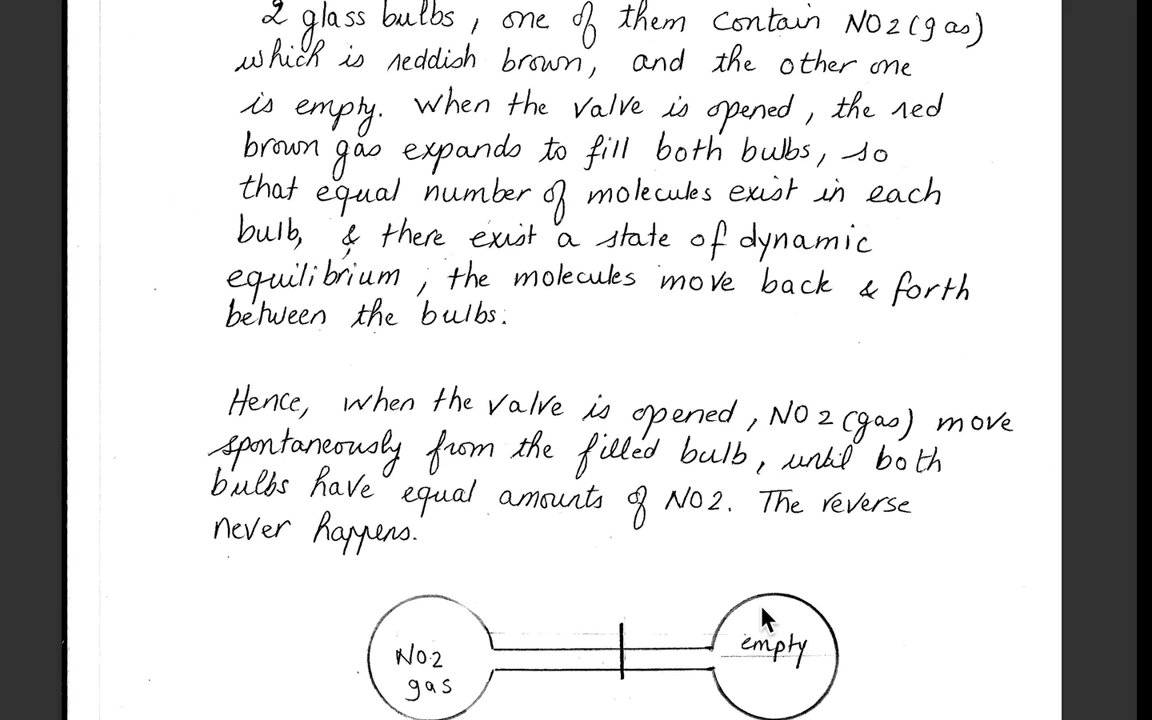 2 glass bulbs, one of them contain NO2(gas)
which is reddish brown, and the other one
is empty. When the valve is opened, the red
brown gas expands to fill both bulbs, so
that equal number of molecules exist in each
bulb, & there exist a state of dynamic
equilibrium, the molecules move back & forth
between the bulbs.
Hence, when the valve is opened, NO2(gas) move
spontaneously from the filled bulb, until both
bulbs have equal amounts of NO2. The reverse
never happens.
NO2 gas
empty